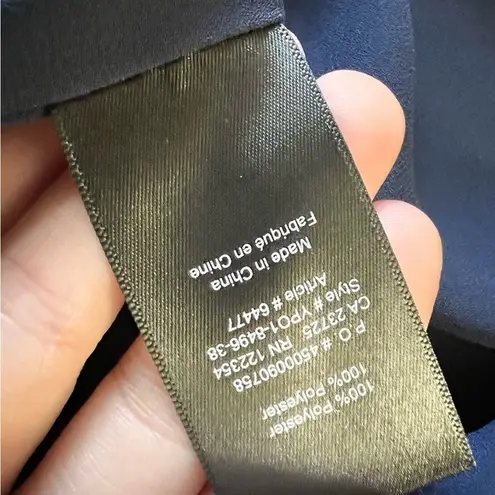 100% Polyester
100% Polyester
P.O. # 4500090758
CA 23725 RN 122354
Style # YPO1-8496-38
Article # 64477
Made in China
Fabriqué en Chine